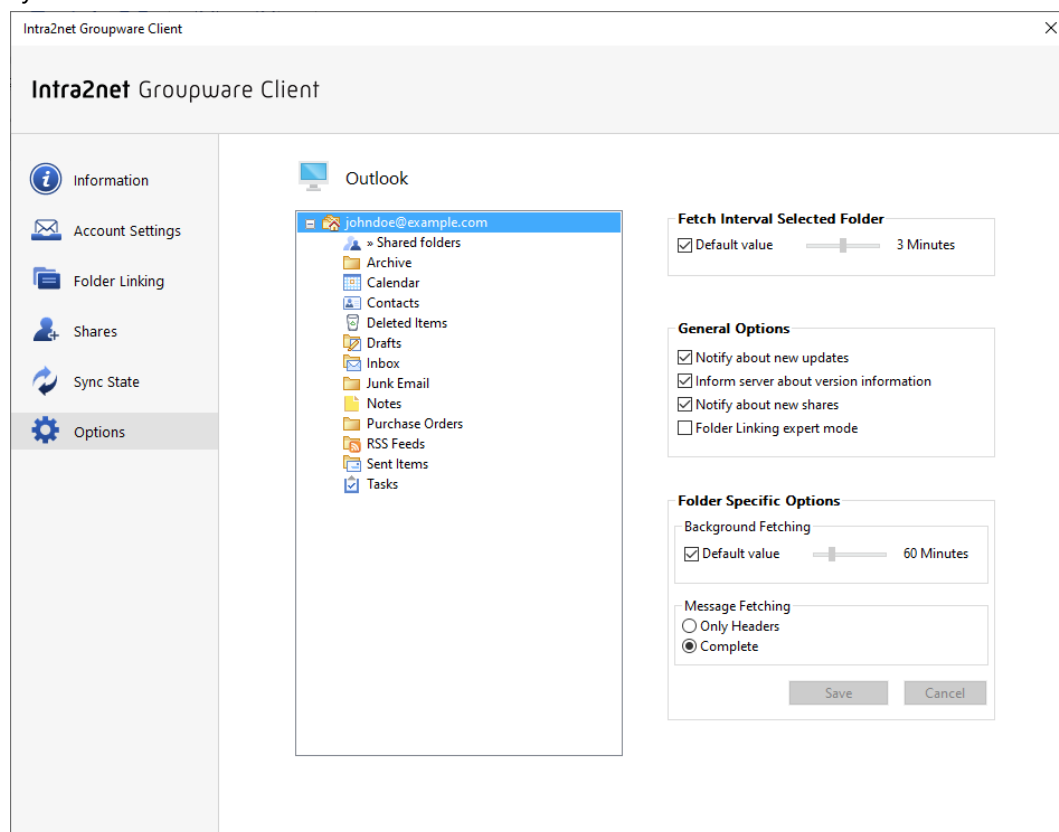 Intra2net Groupware Client
Intra2net Groupware Client
Information
Account Settings
Folder Linking
Shares
Sync State
Options
Outlook
johndoe@example.com
» Shared folders
Archive
Calendar
Contacts
Deleted Items
Drafts
Inbox
Junk Email
Notes
Purchase Orders
RSS Feeds
Sent Items
Tasks
Fetch Interval Selected Folder
Default value 3 Minutes
General Options
Notify about new updates
Inform server about version information
Notify about new shares
Folder Linking expert mode
Folder Specific Options
Background Fetching
Default value 60 Minutes
Message Fetching
Only Headers
Complete
Save Cancel